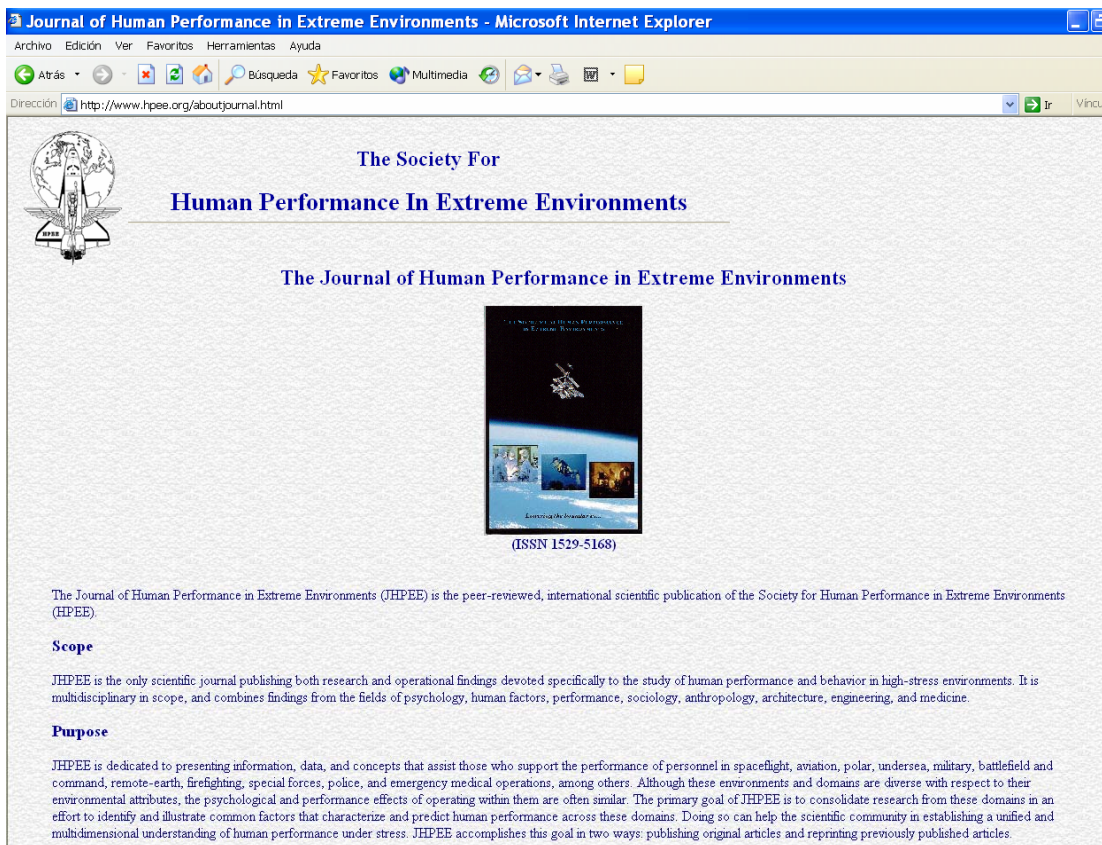 Journal of Human Performance in Extreme Environments - Microsoft Internet Explorer
Archivo Edición Ver Favoritos Herramientas Ayuda
Atrás Búsqueda Favoritos Multimedia
Dirección http://www.hpee.org/aboutjournal.html Ir
The Society For
Human Performance In Extreme Environments
HPEE
The Journal of Human Performance in Extreme Environments
(ISSN 1529-5168)
The Journal of Human Performance in Extreme Environments (JHPEE) is the peer-reviewed, international scientific publication of the Society for Human Performance in Extreme Environments
(HPEE).
Scope
JHPEE is the only scientific journal publishing both research and operational findings devoted specifically to the study of human performance and behavior in high-stress environments. It is
multidisciplinary in scope, and combines findings from the fields of psychology, human factors, performance, sociology, anthropology, architecture, engineering, and medicine.
Purpose
JHPEE is dedicated to presenting information, data, and concepts that assist those who support the performance of personnel in spaceflight, aviation, polar, undersea, military, battlefield and
command, remote-earth, firefighting, special forces, police, and emergency medical operations, among others. Although these environments and domains are diverse with respect to their
environmental attributes, the psychological and performance effects of operating within them are often similar. The primary goal of JHPEE is to consolidate research from these domains in an
effort to identify and illustrate common factors that characterize and predict human performance across these domains. Doing so can help the scientific community in establishing a unified and
multidimensional understanding of human performance under stress. JHPEE accomplishes this goal in two ways: publishing original articles and reprinting previously published articles.